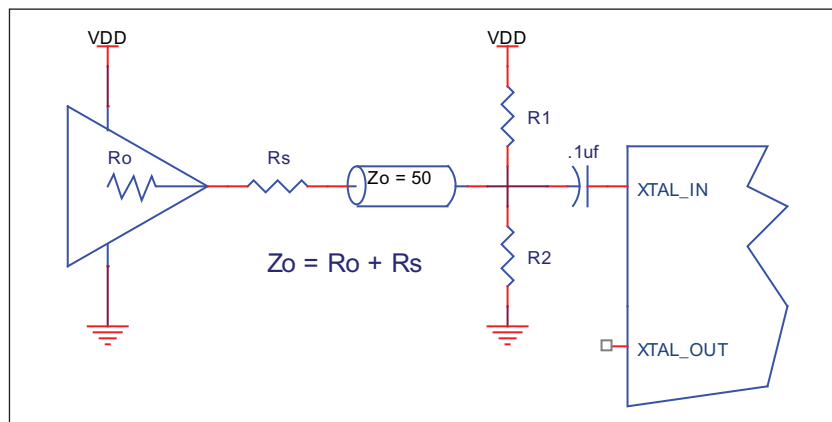 VDD
VDD
R1
Ro
Rs
Zo = 50
.1uf
XTAL_IN
Zo = Ro + Rs
R2
XTAL_OUT